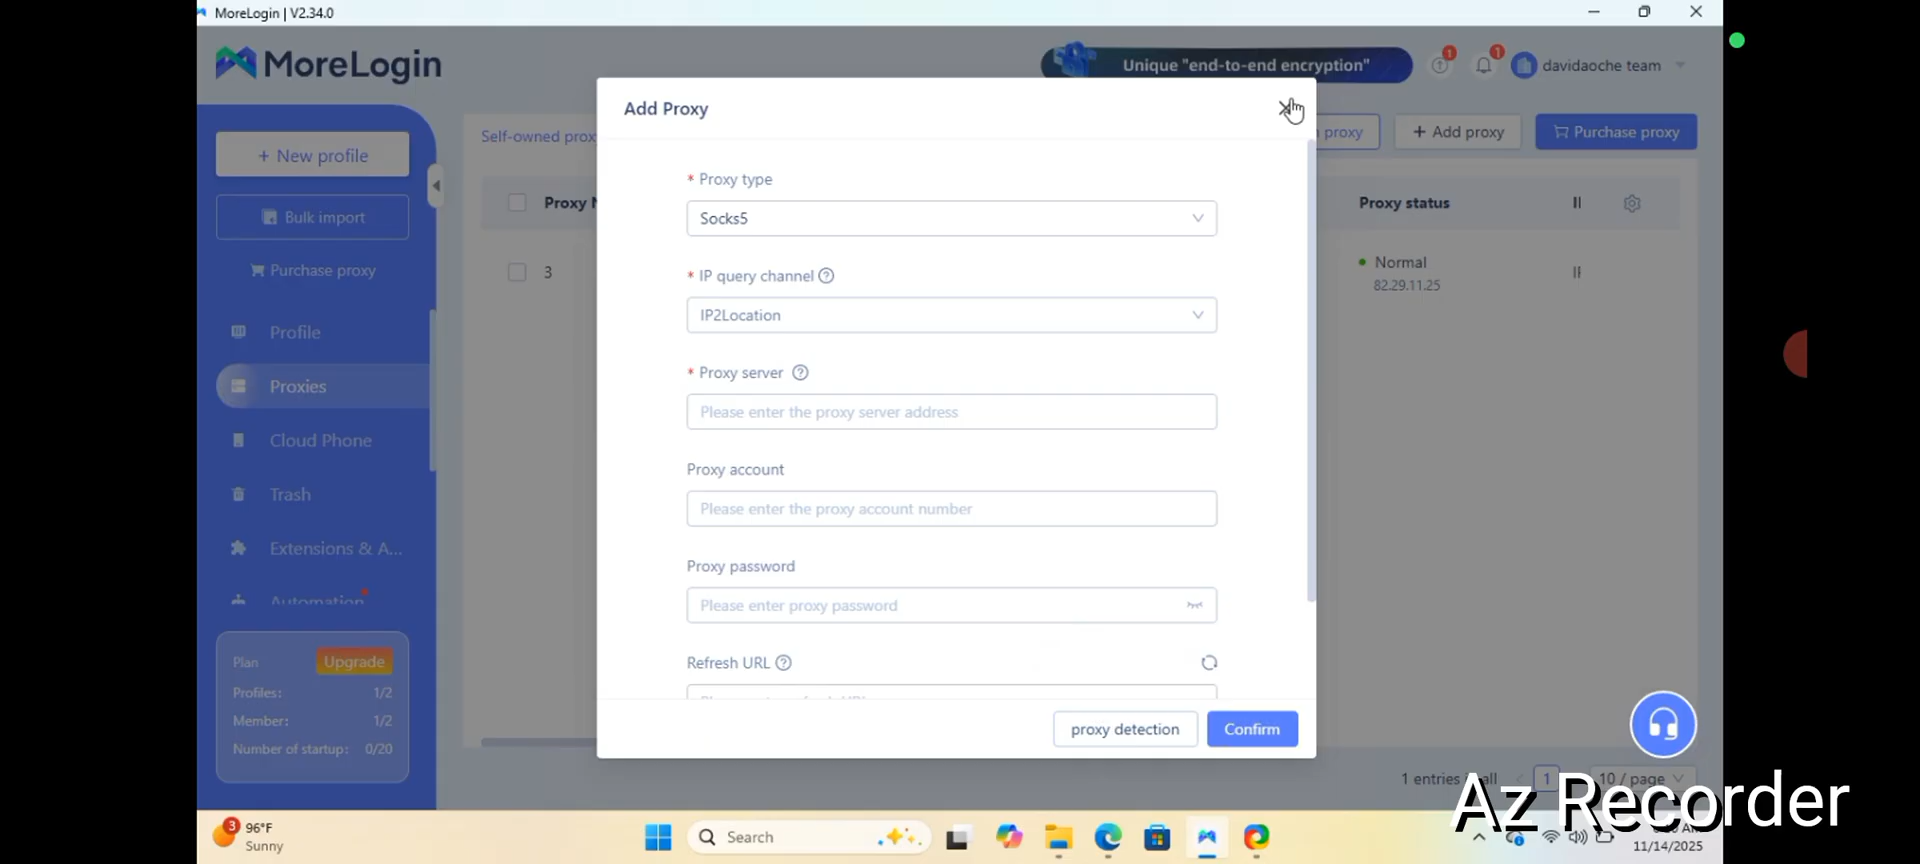 MoreLogin | V2.34.0
MoreLogin
Unique "end-to-end encryption"
1
1
davidaoche team
+ New profile
Bulk import
Purchase proxy
Profile
Proxies
Cloud Phone
Trash
Extensions & A...
Automation
Plan
Upgrade
Profiles: 1/2
Member: 1/2
Number of startup: 0/20
Self-owned
proxy
+ Add proxy
Purchase proxy
Proxy
Proxy status
3
Normal
82.29.11.25
Add Proxy
* Proxy type
Socks5
* IP query channel
IP2Location
* Proxy server
Please enter the proxy server address
Proxy account
Please enter the proxy account number
Proxy password
Please enter proxy password
Refresh URL
proxy detection
Confirm
1 entries
1
10 / page
Az Recorder
3
96°F
Sunny
Search
11/14/2025